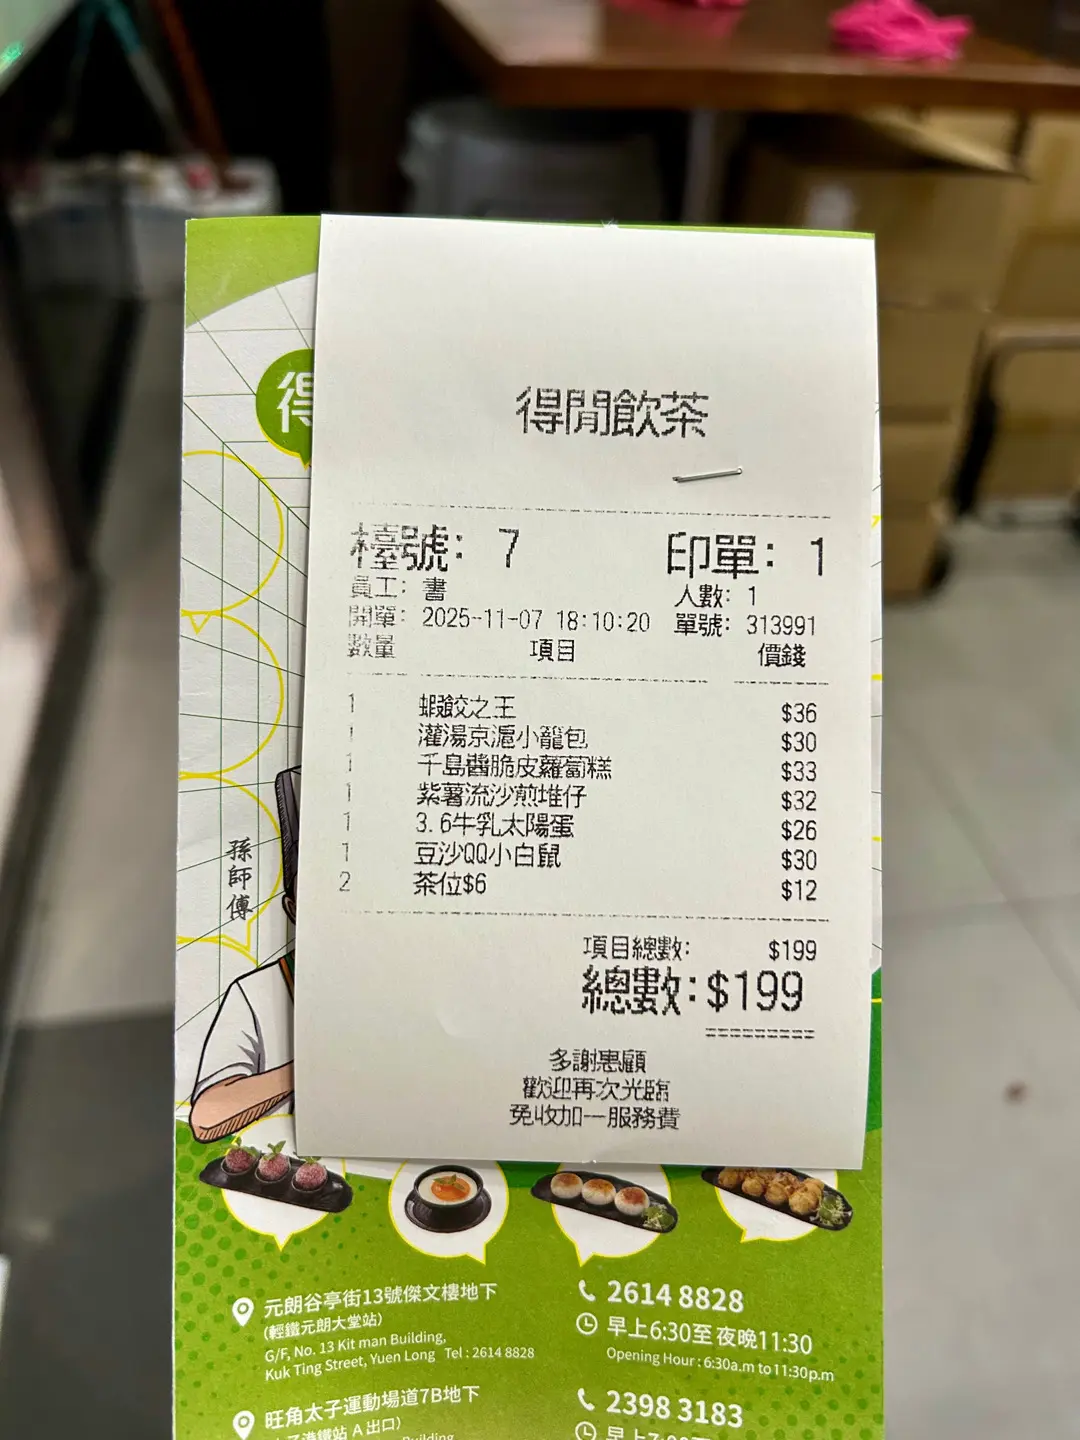 得閒飲茶
檯號: 7 印單: 1
員工: 書 人數: 1
開單: 2025-11-07 18:10:20 單號: 313991
數量 項目 價錢
1 蝦餃之王 $36
1 灌湯京滬小籠包 $30
1 千島醬脆皮蘿蔔糕 $33
1 紫薯流沙煎堆仔 $32
1 3.6牛乳太陽蛋 $26
1 豆沙QQ小白鼠 $30
2 茶位$6 $12
項目總數: $199
總數: $199
=========
多謝惠顧
歡迎再次光臨
免收加一服務費
得
孫師傅
元朗谷亭街13號傑文樓地下
(輕鐵元朗大堂站)
G/F, No. 13 Kit man Building,
Kuk Ting Street, Yuen Long Tel : 2614 8828
2614 8828
早上6:30至夜晚11:30
Opening Hour : 6:30a.m to 11:30p.m
旺角太子運動場道7B地下
港鐵站 A 出口)
Building
2398 3183